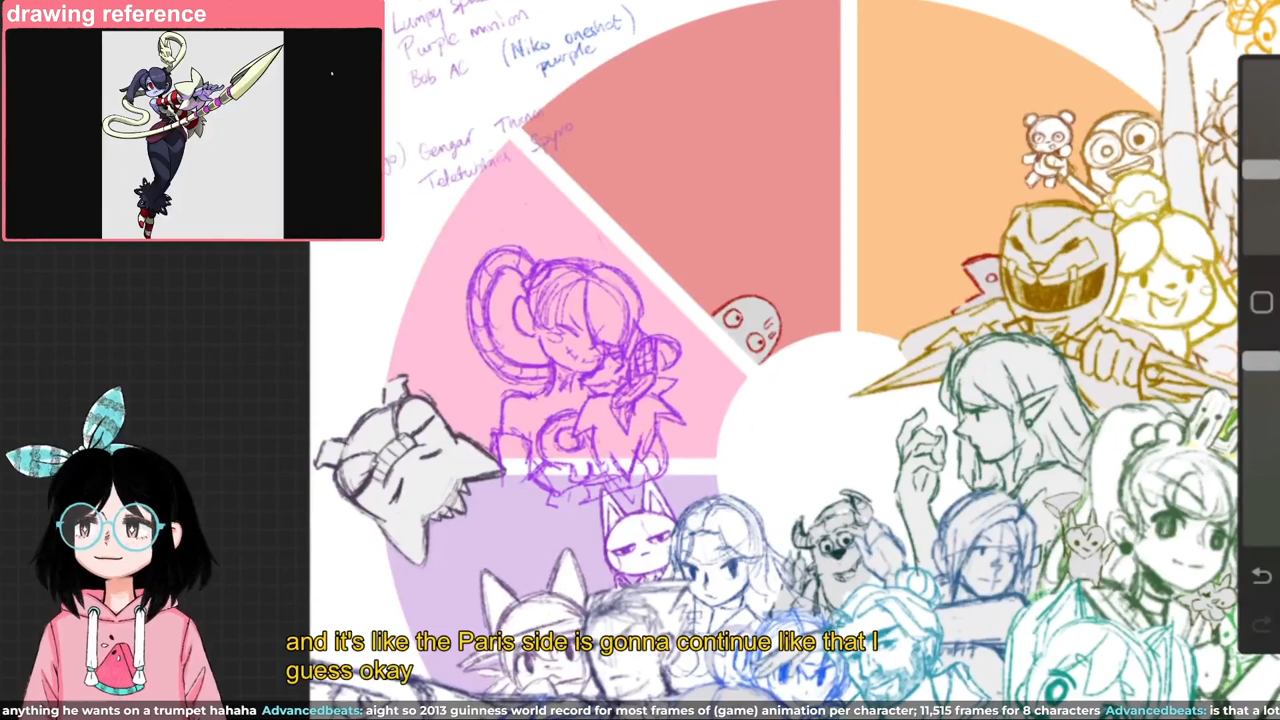 drawing reference
Lumpy
Purple minion
Bob AC
(Niko oneshot)
purple
Gengar
Spyro
and it's like the Paris side is gonna continue like that I
guess okay
anything he wants on a trumpet hahaha Advancedbeats: aight so 2013 guinness world record for most frames of (game) animation per character; 11,515 frames for 8 characters Advancedbeats: is that a lot